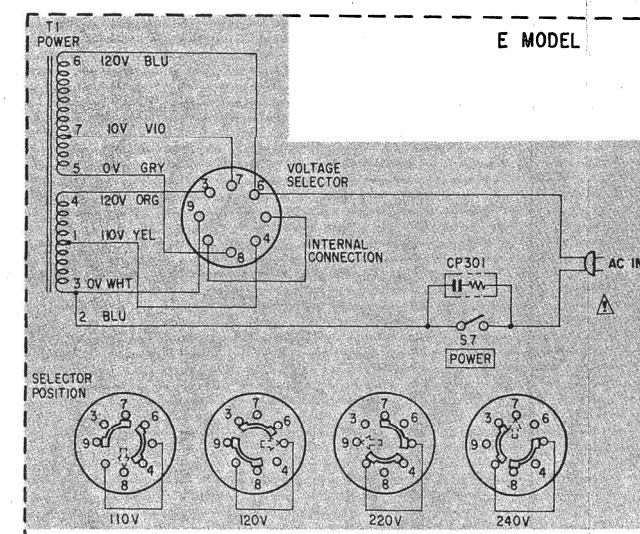 T1
POWER
E MODEL
6 120V BLU
7 10V VIO
5 0V GRY
4 120V ORG
1 110V YEL
3 0V WHT
2 BLU
VOLTAGE
SELECTOR
3 7 6
9
4
8
INTERNAL
CONNECTION
CP301
AC IN
S7
POWER
SELECTOR
POSITION
7
3 6
9
4
8
110V
7
3 6
9
4
8
120V
7
3 6
9
4
8
220V
7
3 6
9
4
8
240V